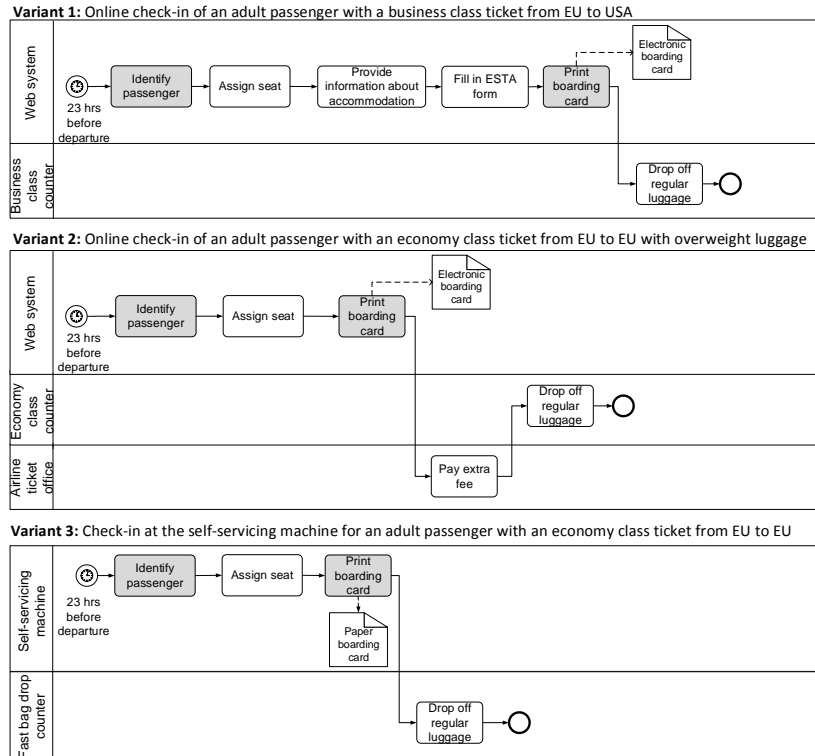 Variant 1: Online check-in of an adult passenger with a business class ticket from EU to USA
Web system
23 hrs
before
departure
Identify
passenger
Assign seat
Provide
information about
accommodation
Fill in ESTA
form
Print
boarding
card
Electronic
boarding
card
Business
class
counter
Drop off
regular
luggage
Variant 2: Online check-in of an adult passenger with an economy class ticket from EU to EU with overweight luggage
Web system
23 hrs
before
departure
Identify
passenger
Assign seat
Print
boarding
card
Electronic
boarding
card
Economy
class
counter
Drop off
regular
luggage
Airline
ticket
office
Pay extra
fee
Variant 3: Check-in at the self-servicing machine for an adult passenger with an economy class ticket from EU to EU
Self-servicing
machine
23 hrs
before
departure
Identify
passenger
Assign seat
Print
boarding
card
Paper
boarding
card
Fast bag drop
counter
Drop off
regular
luggage